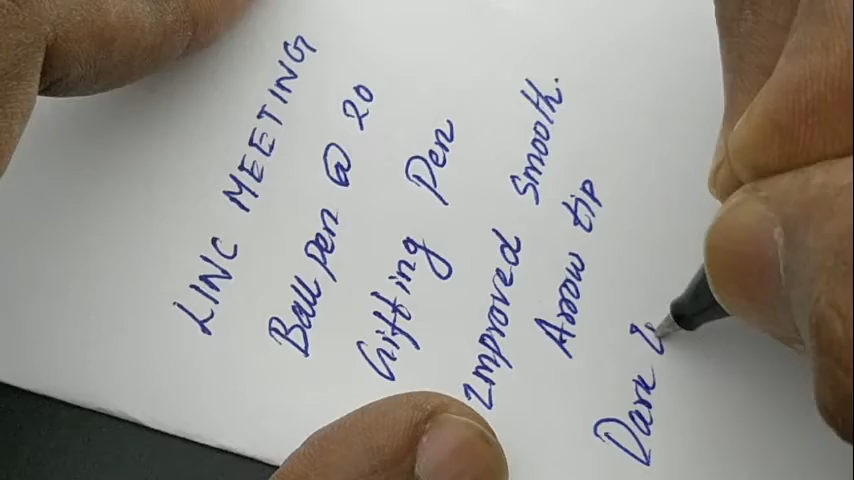 LINC MEETING
Ball pen @ 20
Gifting Pen
Improved Smooth.
Arrow tip
Dark